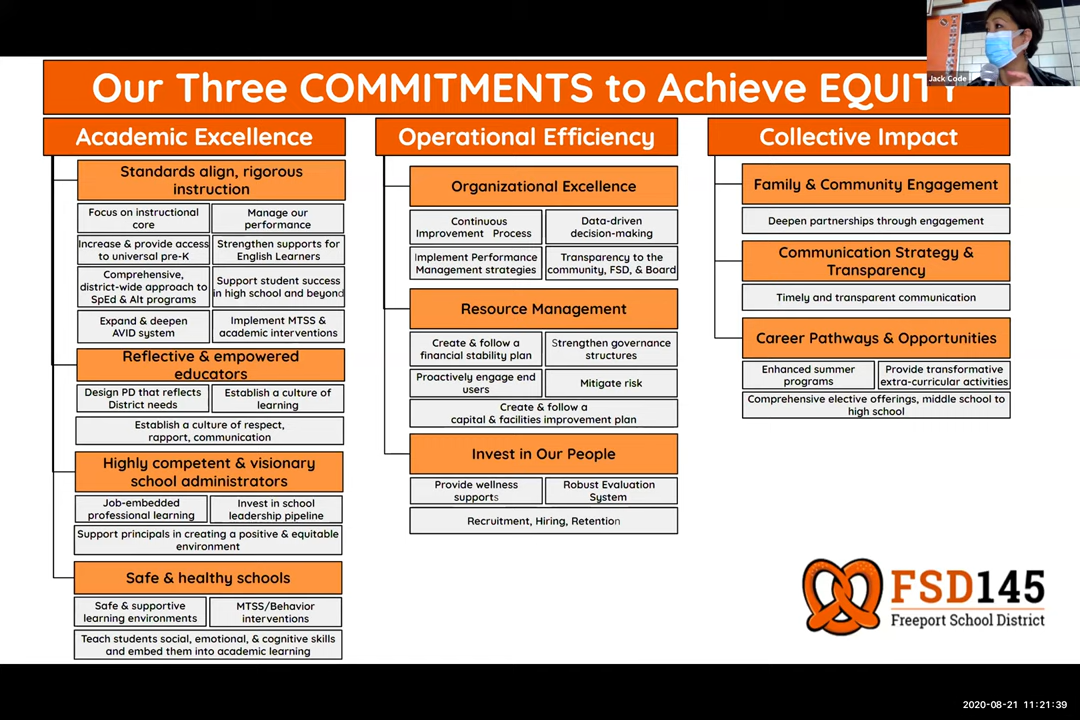 Our Three COMMITMENTS to Achieve EQUITY
Jack Code
Academic Excellence
Standards align, rigorous
instruction
Focus on instructional
core
Manage our
performance
Increase & provide access
to universal pre-K
Strengthen supports for
English Learners
Comprehensive,
district-wide approach to
SpEd & Alt programs
Support student success
in high school and beyond
Expand & deepen
AVID system
Implement MTSS &
academic interventions
Reflective & empowered
educators
Design PD that reflects
District needs
Establish a culture of
learning
Establish a culture of respect,
rapport, communication
Highly competent & visionary
school administrators
Job-embedded
professional learning
Invest in school
leadership pipeline
Support principals in creating a positive & equitable
environment
Safe & healthy schools
Safe & supportive
learning environments
MTSS/Behavior
interventions
Teach students social, emotional, & cognitive skills
and embed them into academic learning
Operational Efficiency
Organizational Excellence
Continuous
Improvement Process
Data-driven
decision-making
Implement Performance
Management strategies
Transparency to the
community, FSD, & Board
Resource Management
Create & follow a
financial stability plan
Strengthen governance
structures
Proactively engage end
users
Mitigate risk
Create & follow a
capital & facilities improvement plan
Invest in Our People
Provide wellness
supports
Robust Evaluation
System
Recruitment, Hiring, Retention
Collective Impact
Family & Community Engagement
Deepen partnerships through engagement
Communication Strategy &
Transparency
Timely and transparent communication
Career Pathways & Opportunities
Enhanced summer
programs
Provide transformative
extra-curricular activities
Comprehensive elective offerings, middle school to
high school
FSD145
Freeport School District
2020-08-21 11:21:39